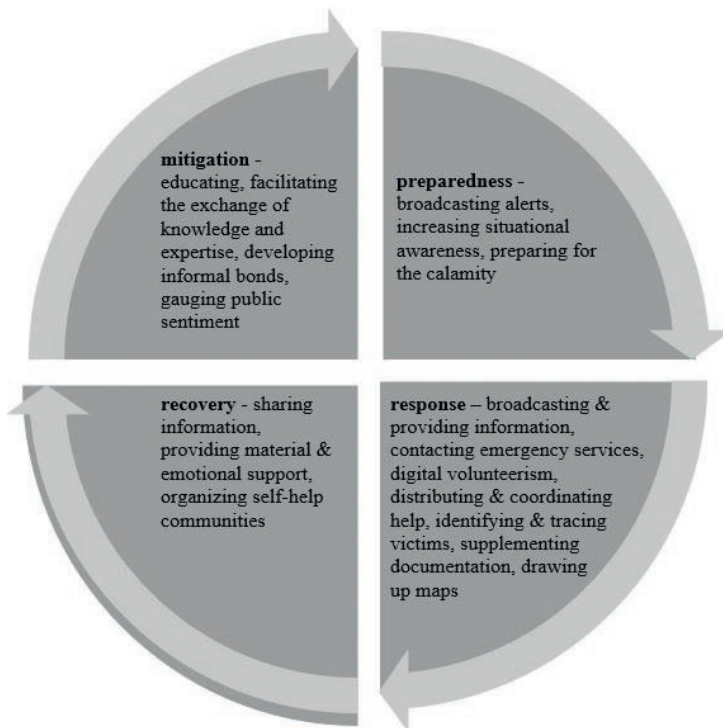 mitigation -
educating, facilitating
the exchange of
knowledge and
expertise, developing
informal bonds,
gauging public
sentiment
preparedness -
broadcasting alerts,
increasing situational
awareness, preparing for
the calamity
recovery - sharing
information,
providing material &
emotional support,
organizing self-help
communities
response – broadcasting &
providing information,
contacting emergency services,
digital volunteerism,
distributing & coordinating
help, identifying & tracing
victims, supplementing
documentation, drawing
up maps